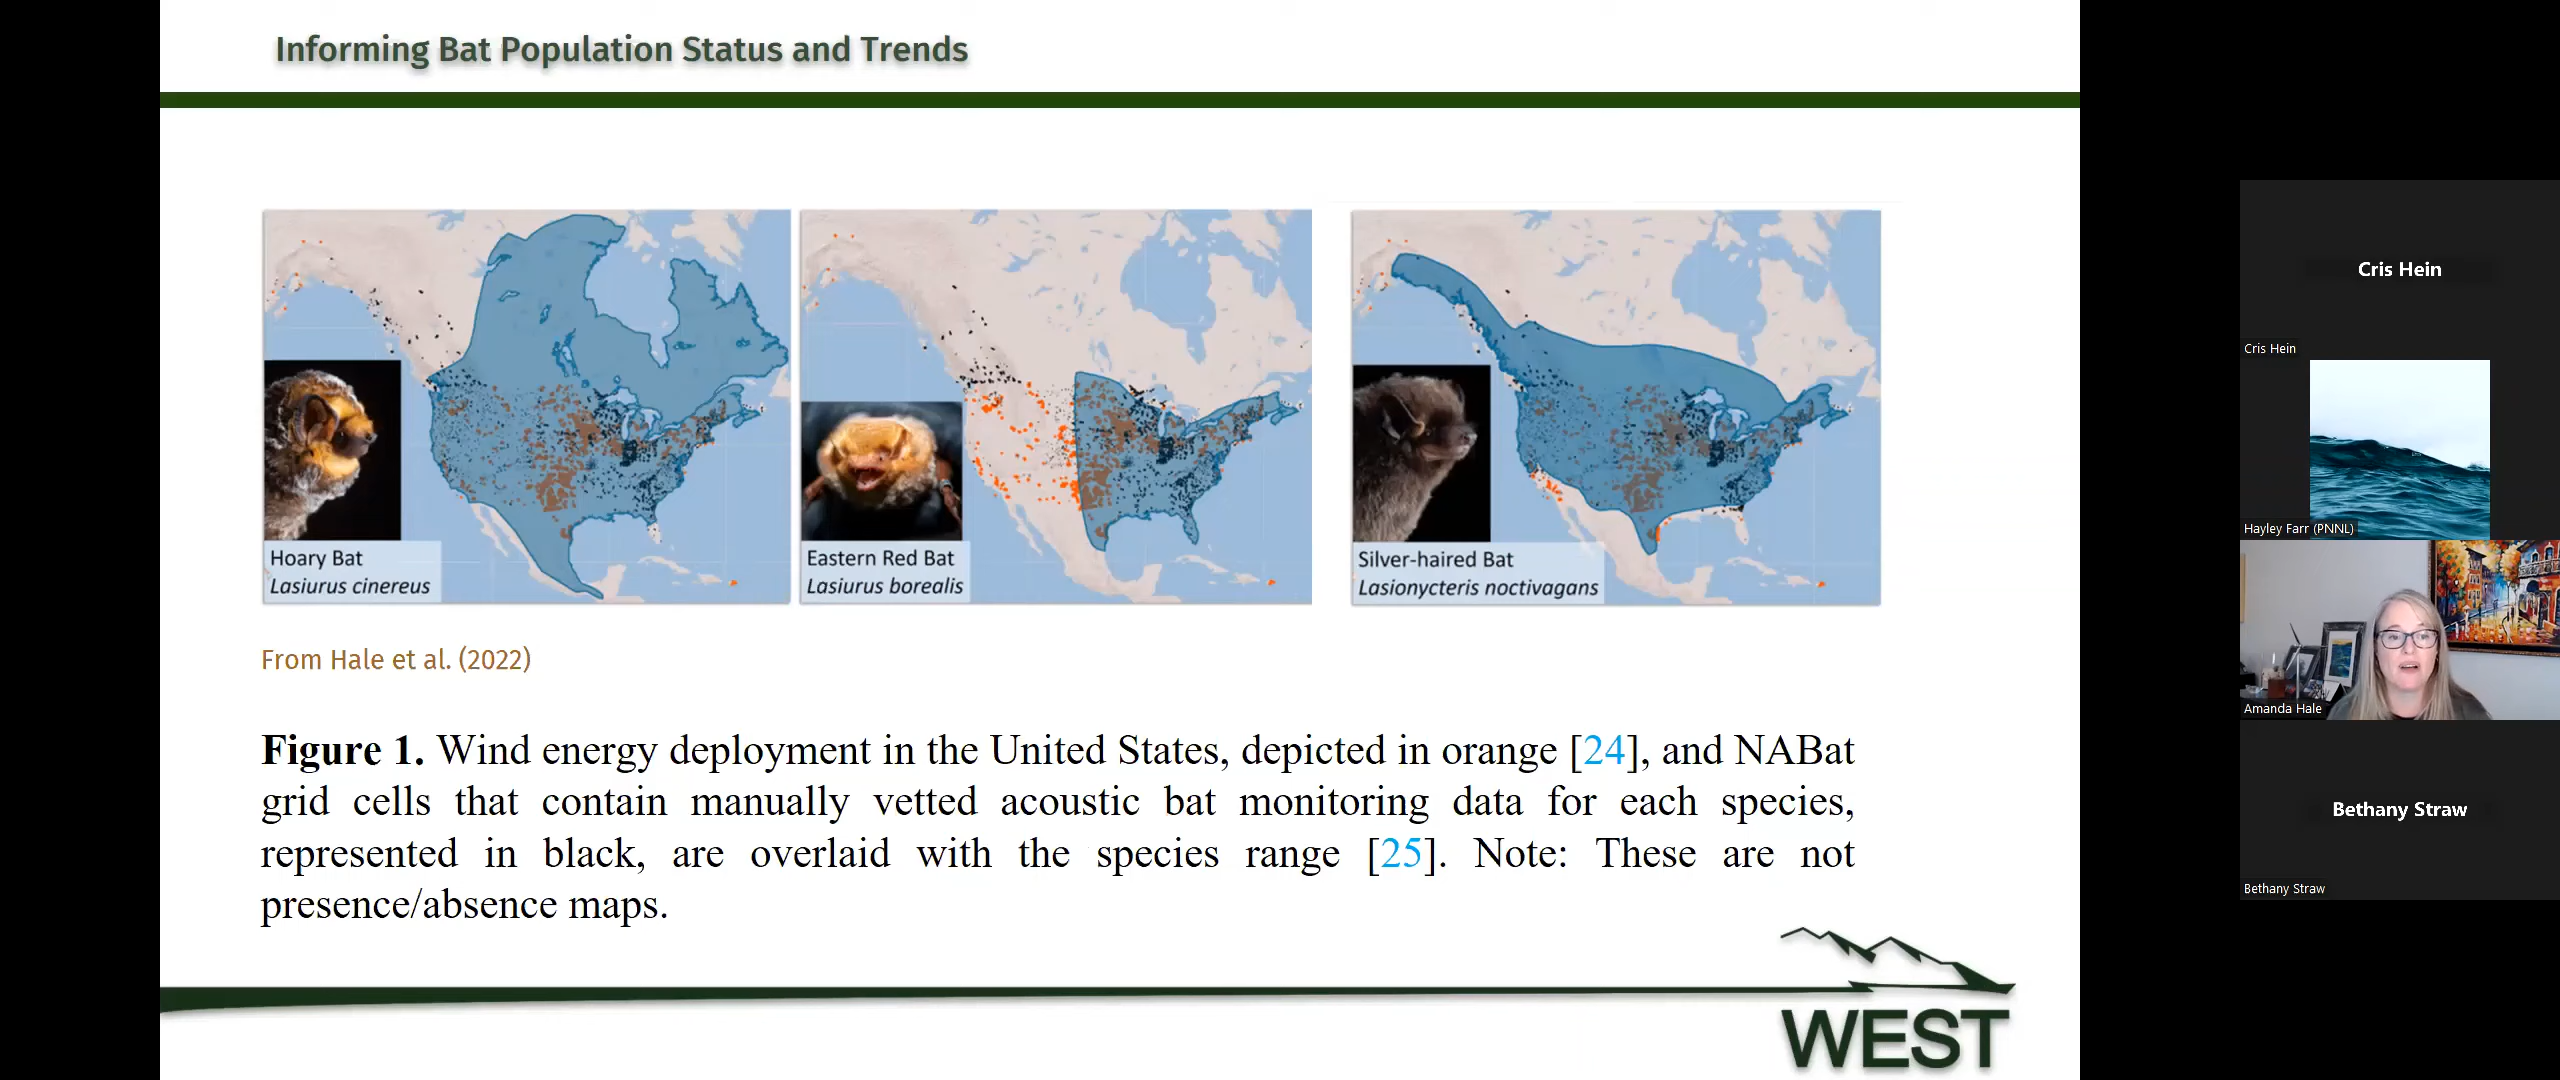 Informing Bat Population Status and Trends
Hoary Bat
Lasiurus cinereus
Eastern Red Bat
Lasiurus borealis
Silver-haired Bat
Lasionycteris noctivagans
From Hale et al. (2022)
Figure 1. Wind energy deployment in the United States, depicted in orange [24], and NABat
grid cells that contain manually vetted acoustic bat monitoring data for each species,
represented in black, are overlaid with the species range [25]. Note: These are not
presence/absence maps.
WEST
Cris Hein
Cris Hein
Hayley Farr (PNNL)
Amanda Hale
Bethany Straw
Bethany Straw